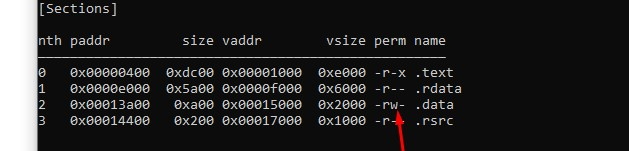 [Sections]
nth paddr size vaddr vsize perm name
0 0x00000400 0xdc00 0x00001000 0xe000 -r-x .text
1 0x0000e000 0x5a00 0x0000f000 0x6000 -r-- .rdata
2 0x00013a00 0xa00 0x00015000 0x2000 -rw- .data
3 0x00014400 0x200 0x00017000 0x1000 -r-- .rsrc